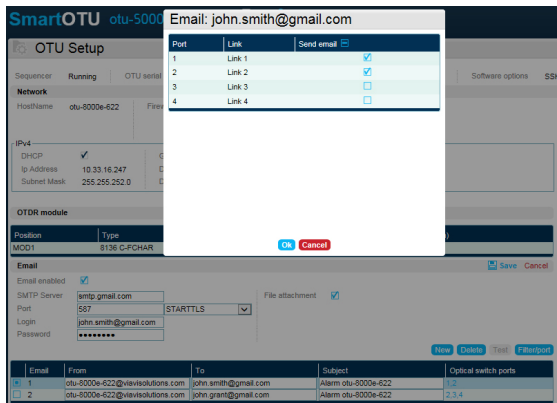 SmartOTU otu-5000
Email: john.smith@gmail.com
OTU Setup
Port Link Send email
1 Link 1
2 Link 2
3 Link 3
4 Link 4
Sequencer Running OTU serial Software options SSH
Network
HostName otu-8000e-622 Firew
IPv4
DHCP
Ip Address 10.33.16.247
Subnet Mask 255.255.252.0
OTDR module
Position Type
MOD1 8136 C-FCHAR
Ok Cancel
Email Save Cancel
Email enabled
SMTP Server smtp.gmail.com File attachment
Port 587 STARTTLS
Login john.smith@gmail.com
Password ••••••••
New Delete Test Filter/port
Email From To Subject Optical switch ports
1 otu-8000e-622@viavisolutions.com john.smith@gmail.com Alarm otu-8000e-622 1,2
2 otu-8000e-622@viavisolutions.com john.grant@gmail.com Alarm otu-8000e-622 2,3,4